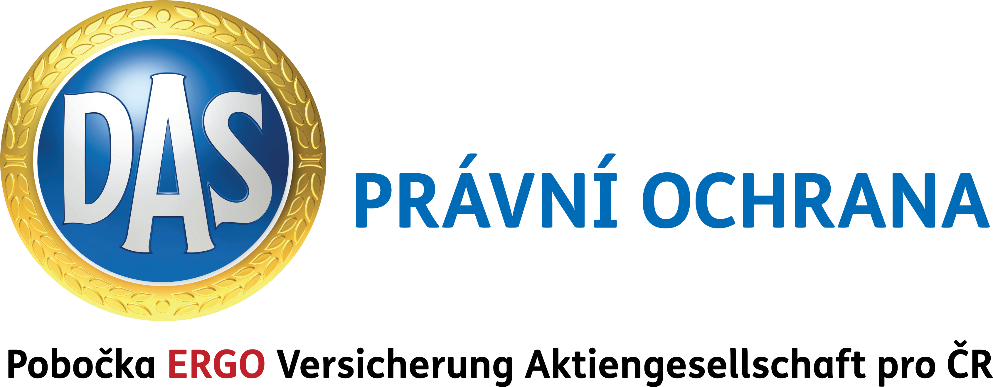 DAS
PRÁVNÍ OCHRANA
Pobočka ERGO Versicherung Aktiengesellschaft pro ČR